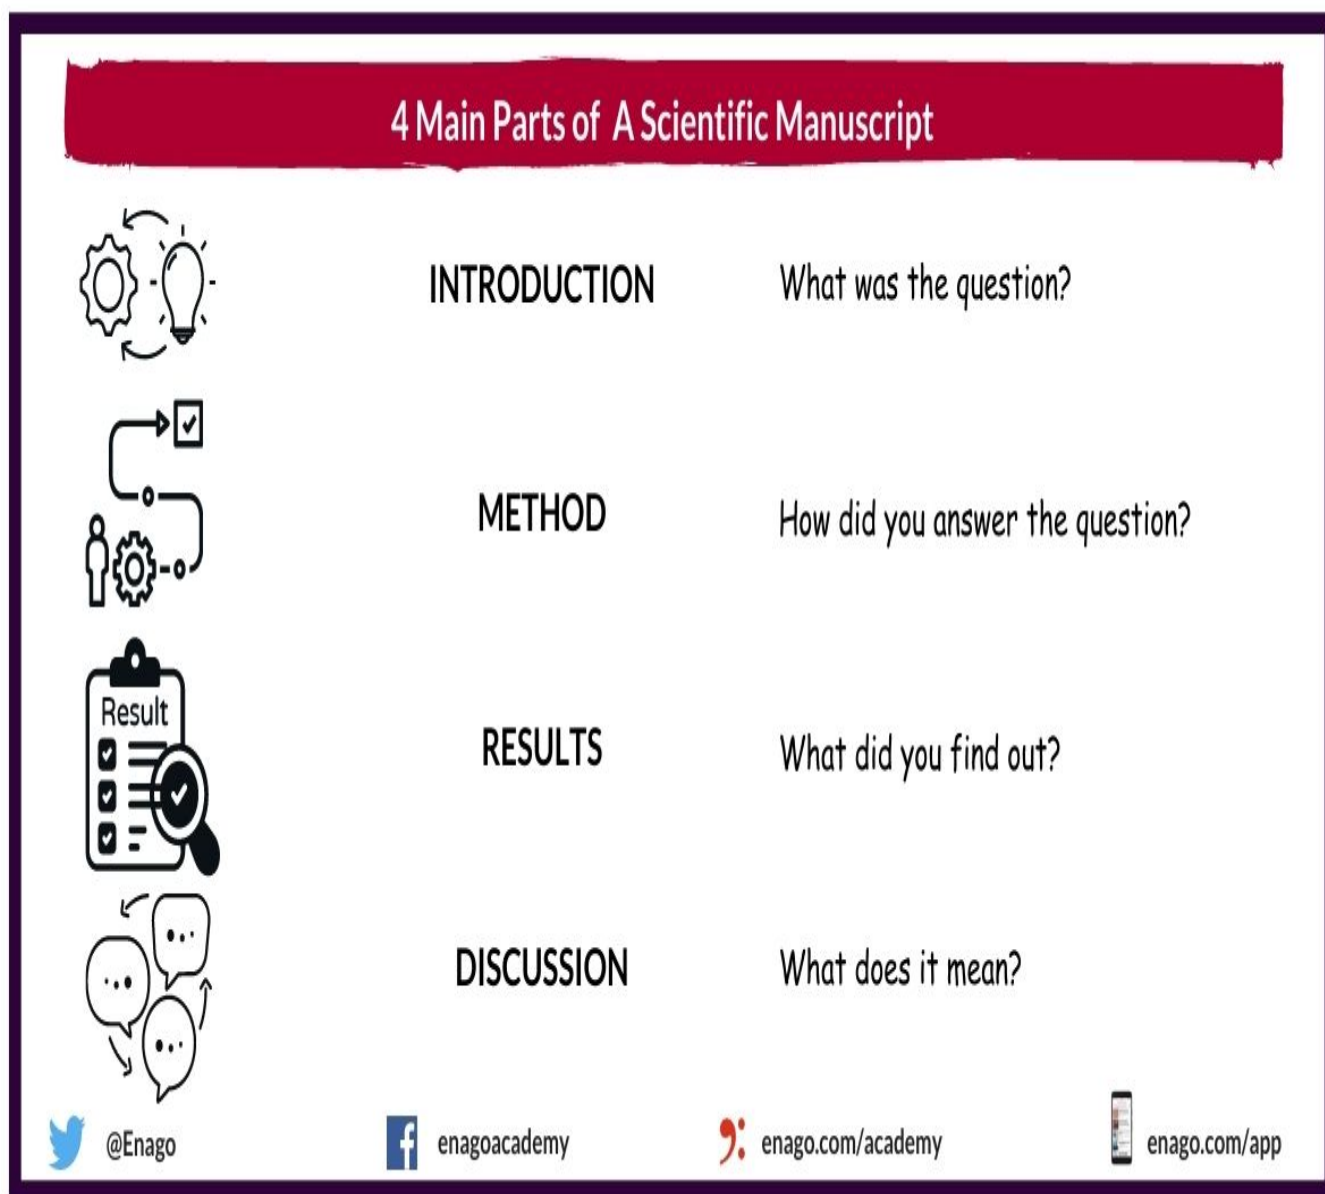 4 Main Parts of A Scientific Manuscript
INTRODUCTION What was the question?
METHOD How did you answer the question?
Result
RESULTS What did you find out?
DISCUSSION What does it mean?
@Enago enagoacademy enago.com/academy enago.com/app